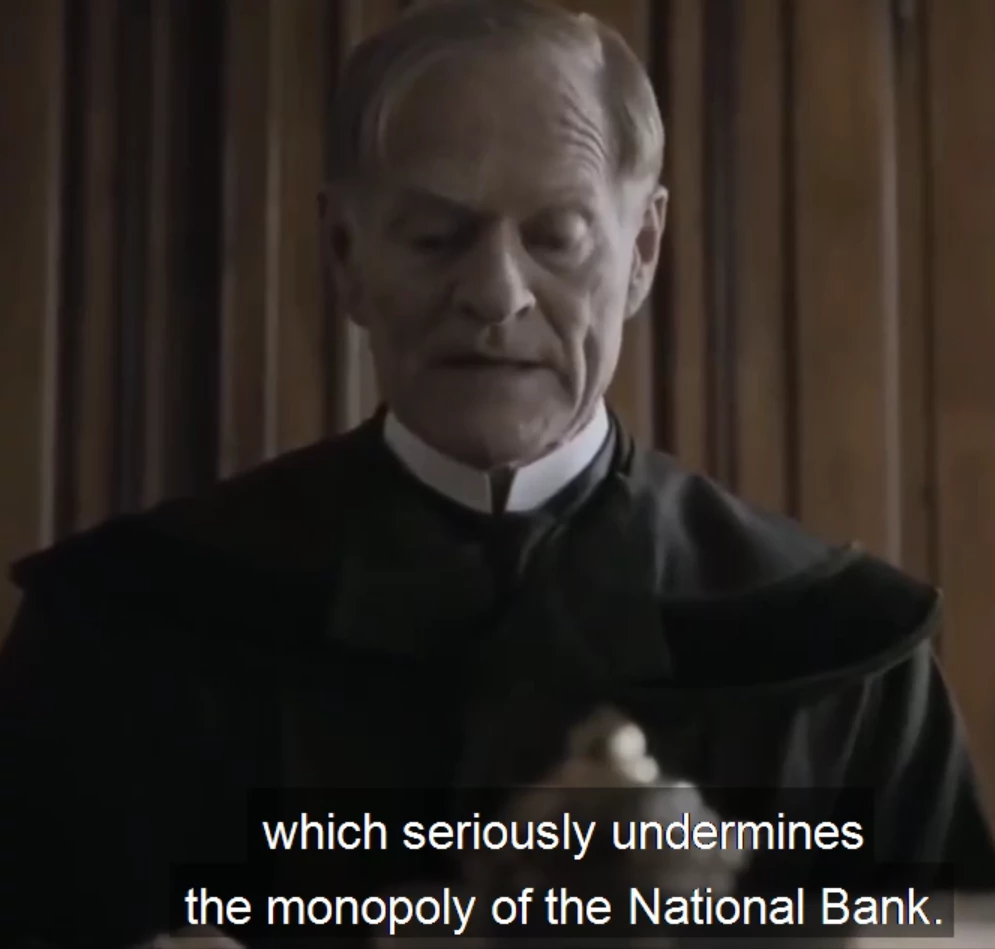 which seriously undermines
the monopoly of the National Bank.